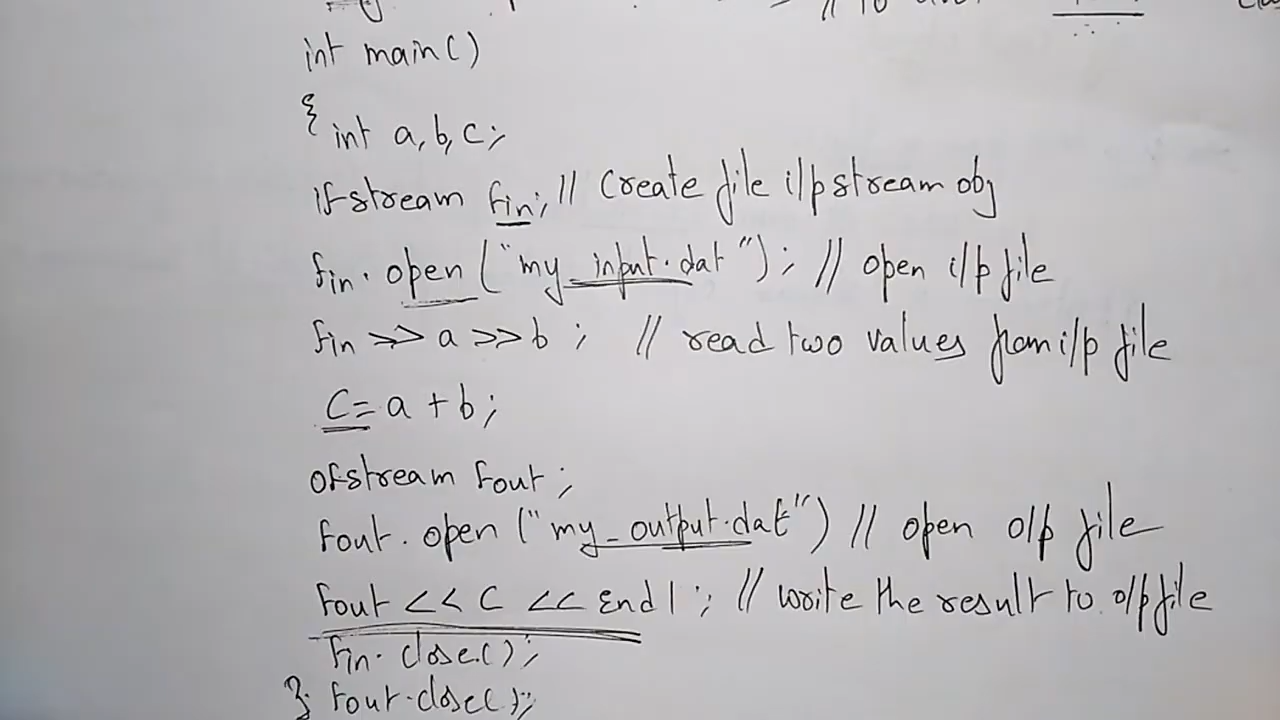 // To
int main()
{ int a, b, c;
ifstream fin; // Create file i/p stream obj
fin. open ("my_input.dat"); // open i/p file
fin >> a >> b ; // read two values from i/p file
C = a + b;
ofstream fout ;
fout. open ("my_output.dat") // open o/p file
fout << c << endl ; // write the result to o/p file
fin. close();
} fout.close();